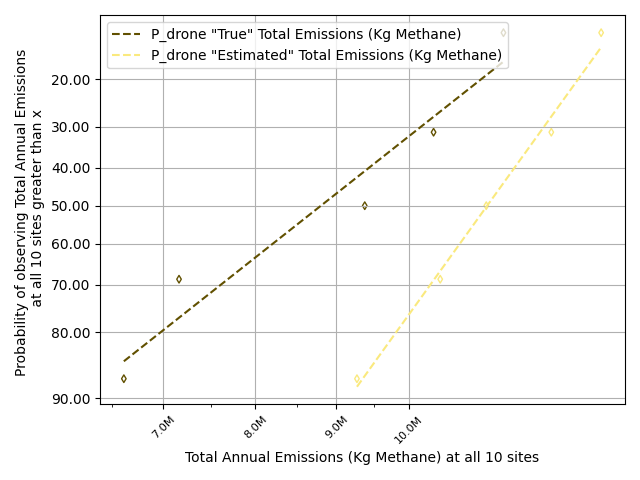 P_drone "True" Total Emissions (Kg Methane)
P_drone "Estimated" Total Emissions (Kg Methane)
Probability of observing Total Annual Emissions
at all 10 sites greater than x
20.00
30.00
40.00
50.00
60.00
70.00
80.00
90.00
7.0M
8.0M
9.0M
10.0M
Total Annual Emissions (Kg Methane) at all 10 sites